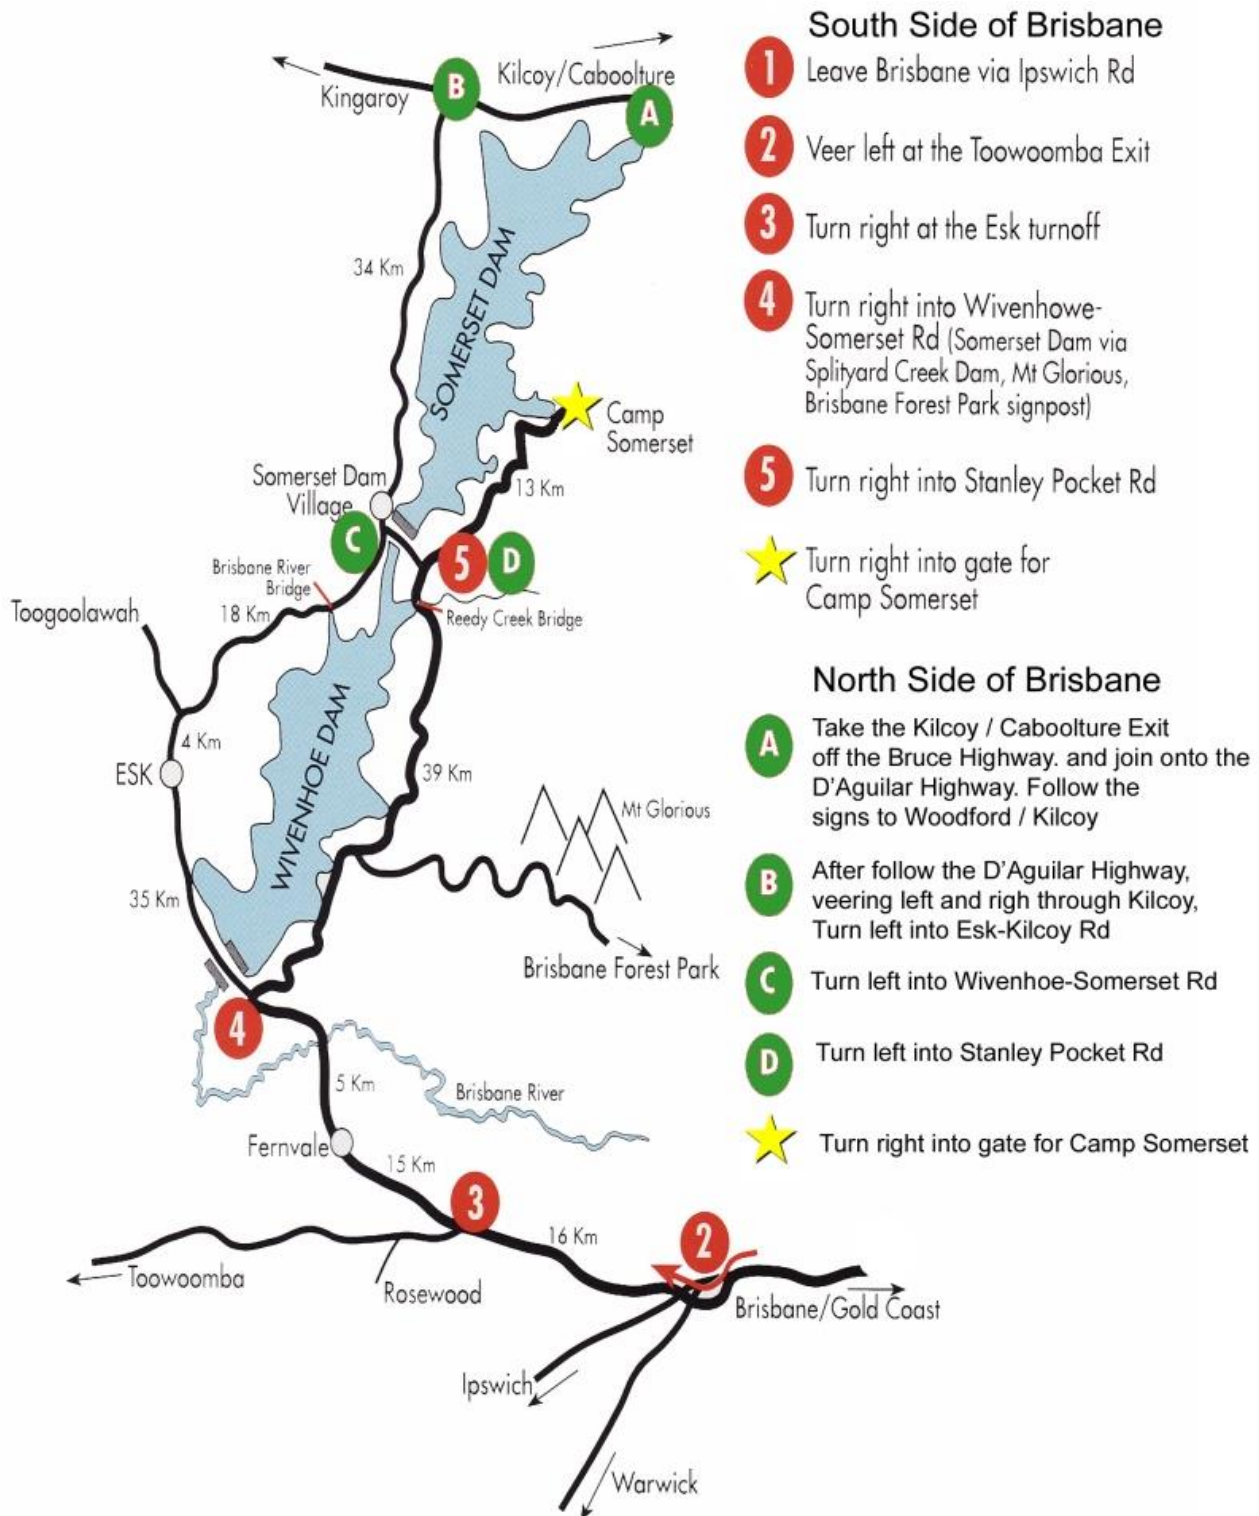 Kilcoy/Caboolture
Kingaroy
B
A
34 Km
SOMERSET DAM
Camp
Somerset
13 Km
Somerset Dam
Village
C
5
D
Brisbane River
Bridge
18 Km
Reedy Creek Bridge
Toogoolawah
WIVENHOE DAM
4 Km
ESK
39 Km
Mt Glorious
35 Km
Brisbane Forest Park
4
5 Km
Brisbane River
Fernvale
15 Km
3
16 Km
2
Toowoomba
Rosewood
Brisbane/Gold Coast
Ipswich
Warwick
South Side of Brisbane
1 Leave Brisbane via Ipswich Rd
2 Veer left at the Toowoomba Exit
3 Turn right at the Esk turnoff
4 Turn right into Wivenhowe-
Somerset Rd (Somerset Dam via
Splityard Creek Dam, Mt Glorious,
Brisbane Forest Park signpost)
5 Turn right into Stanley Pocket Rd
Turn right into gate for
Camp Somerset
North Side of Brisbane
A Take the Kilcoy / Caboolture Exit
off the Bruce Highway. and join onto the
D'Aguilar Highway. Follow the
signs to Woodford / Kilcoy
B After follow the D'Aguilar Highway,
veering left and righ through Kilcoy,
Turn left into Esk-Kilcoy Rd
C Turn left into Wivenhoe-Somerset Rd
D Turn left into Stanley Pocket Rd
Turn right into gate for Camp Somerset